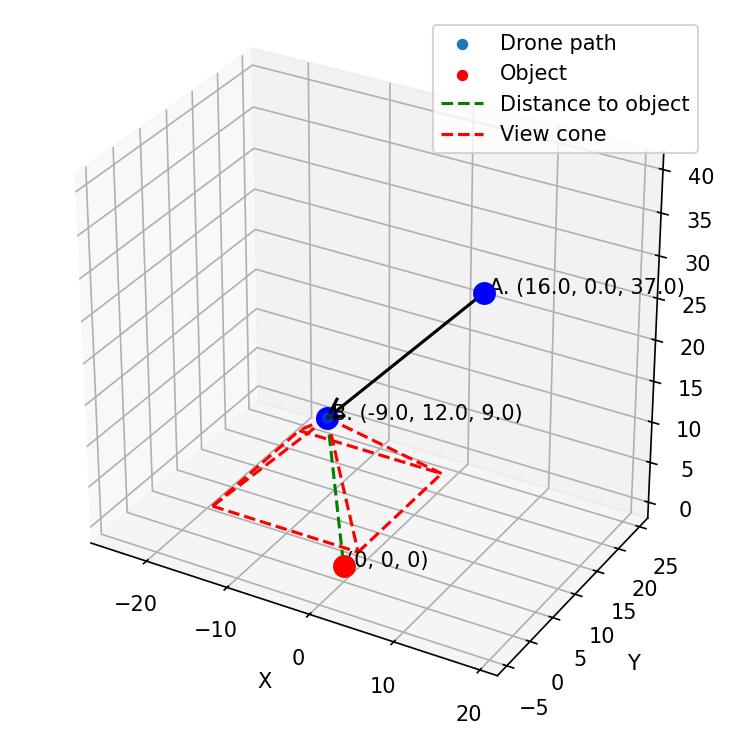 Drone path
Object
Distance to object
View cone
A. (16.0, 0.0, 37.0)
B. (-9.0, 12.0, 9.0)
(0, 0, 0)
40
35
30
25
20
15
10
5
0
25
20
15
10
5
0
−5
Y
−20
−10
0
10
20
X